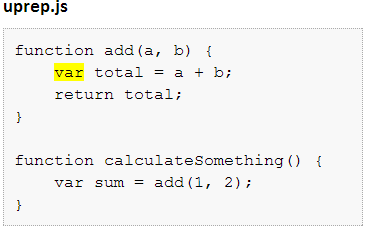 uprep.js
function add(a, b) {
    var total = a + b;
    return total;
}

function calculateSomething() {
    var sum = add(1, 2);
}